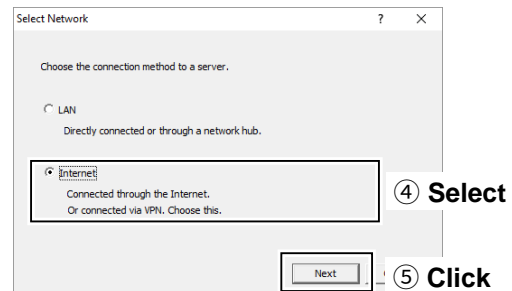 Select Network ? ×
Choose the connection method to a server.
LAN
Directly connected or through a network hub.
Internet
Connected through the Internet.
Or connected via VPN. Choose this.
④ Select
Next
⑤ Click